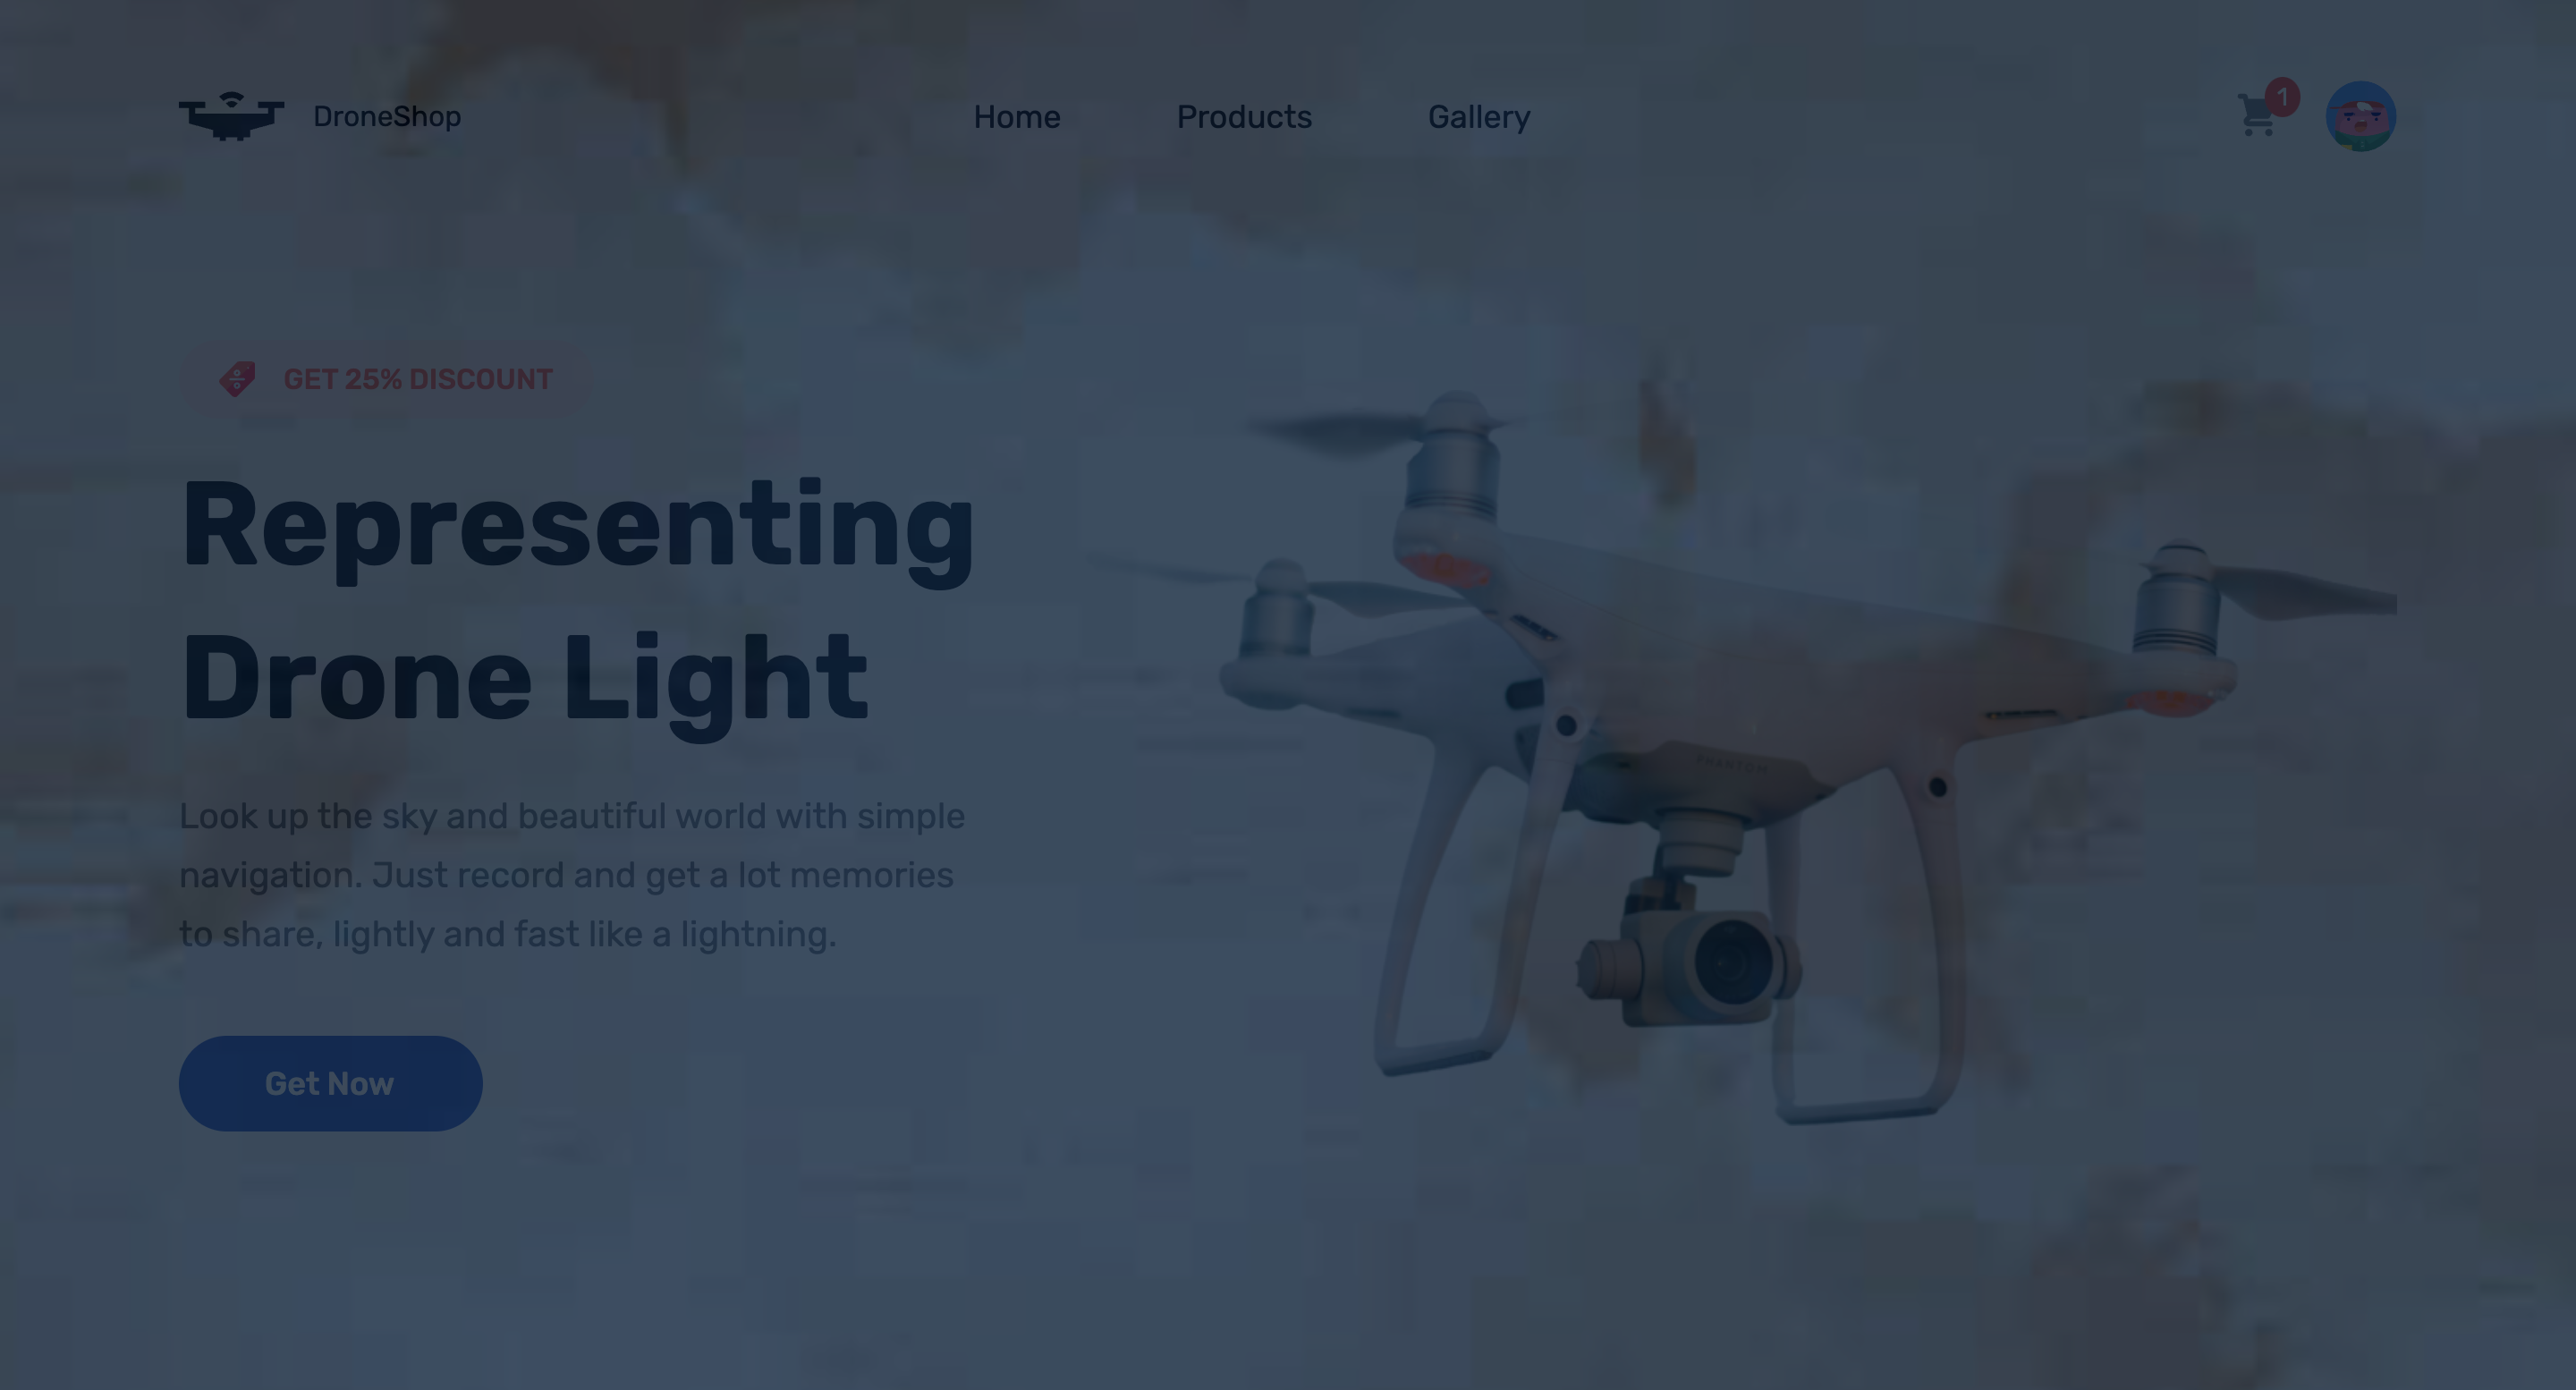 DroneShop
Home
Products
Gallery
1
GET 25% DISCOUNT
Representing
Drone Light
Look up the sky and beautiful world with simple
navigation. Just record and get a lot memories
to share, lightly and fast like a lightning.
PHANTOM
Get Now